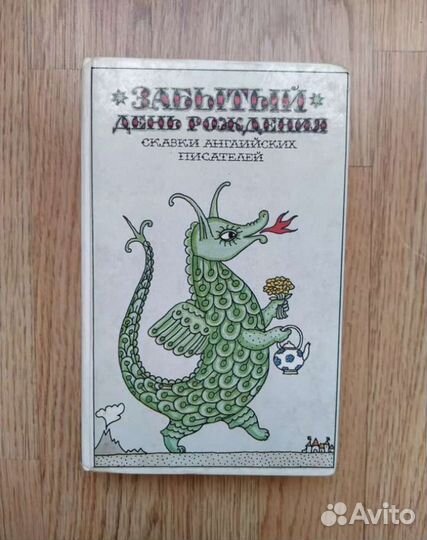 ЗАБЫТЫЙ
ДЕНЬ РОЖДЕНИЯ
СКАЗКИ АНГЛИЙСКИХ
ПИСАТЕЛЕЙ
Avito